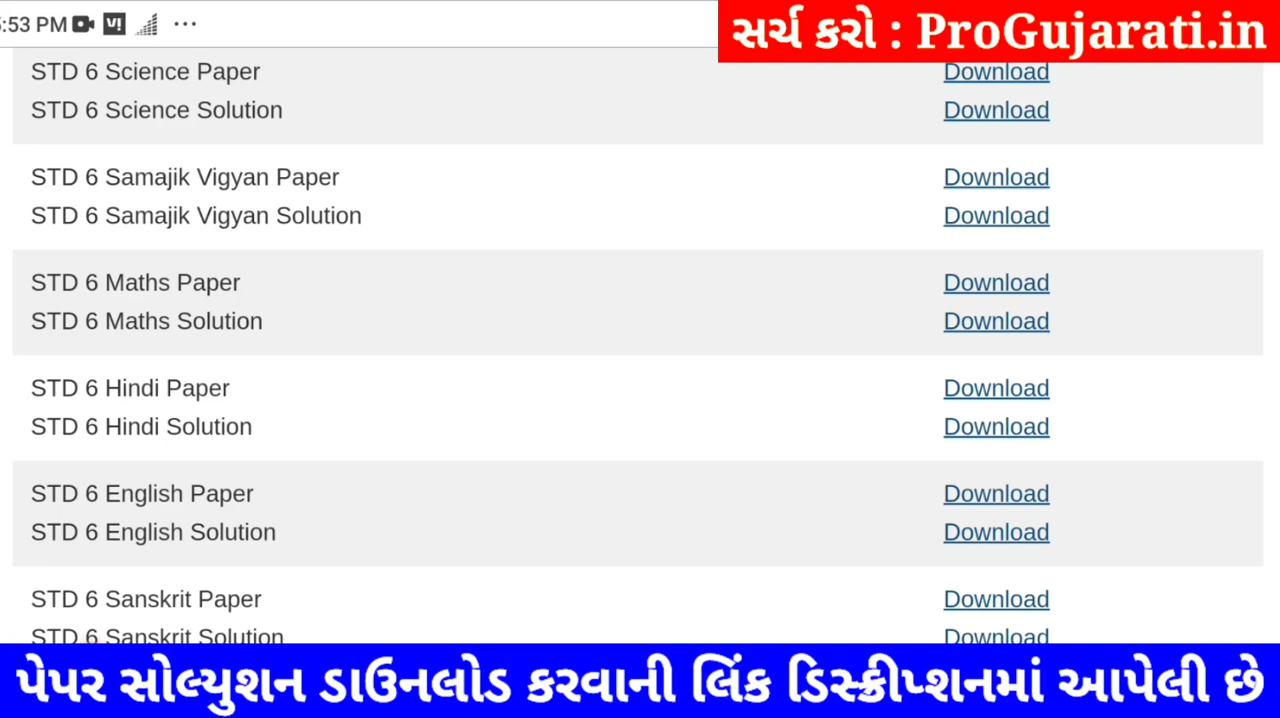 :53 PM
સર્ચ કરો : ProGujarati.in
STD 6 Science Paper Download
STD 6 Science Solution Download
STD 6 Samajik Vigyan Paper Download
STD 6 Samajik Vigyan Solution Download
STD 6 Maths Paper Download
STD 6 Maths Solution Download
STD 6 Hindi Paper Download
STD 6 Hindi Solution Download
STD 6 English Paper Download
STD 6 English Solution Download
STD 6 Sanskrit Paper Download
STD 6 Sanskrit Solution Download
પેપર સોલ્યુશન ડાઉનલોડ કરવાની લિંક ડિસ્ક્રીપ્શનમાં આપેલી છે